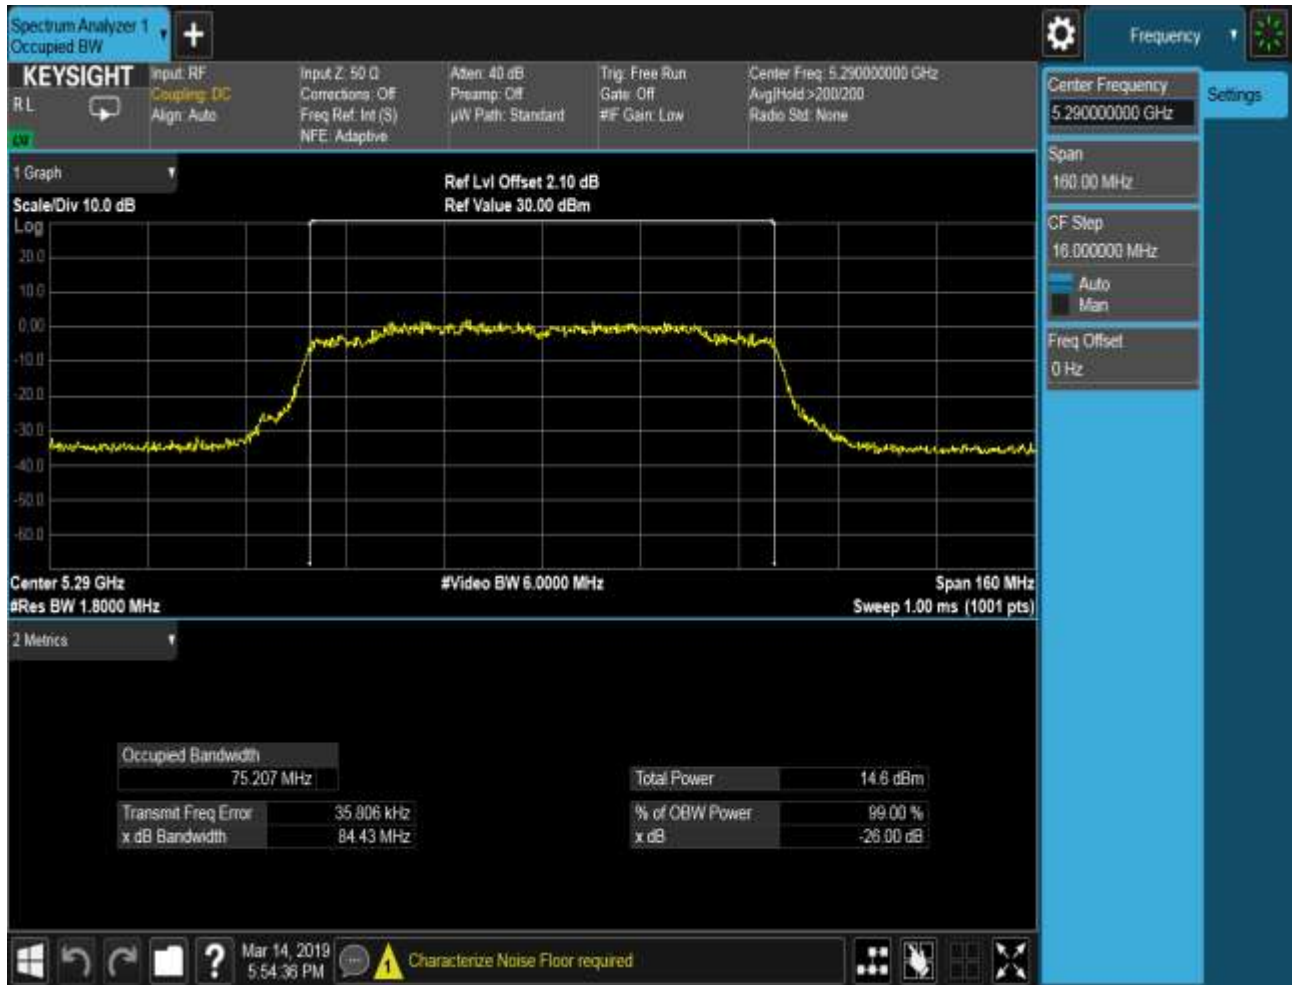 Spectrum Analyzer 1
Occupied BW
Frequency
KEYSIGHT
R L
Input: RF
Coupling: DC
Align: Auto
Input Z: 50 Ω
Corrections: Off
Freq Ref: Int (S)
NFE: Adaptive
Atten: 40 dB
Preamp: Off
µW Path: Standard
Trig: Free Run
Gate: Off
#IF Gain: Low
Center Freq: 5.290000000 GHz
Avg|Hold:>200/200
Radio Std: None
Center Frequency
5.290000000 GHz
Settings
Span
160.00 MHz
CF Step
16.000000 MHz
Auto
Man
Freq Offset
0 Hz
1 Graph
Scale/Div 10.0 dB
Ref Lvl Offset 2.10 dB
Ref Value 30.00 dBm
Log
20.0
10.0
0.00
-10.0
-20.0
-30.0
-40.0
-50.0
-60.0
Center 5.29 GHz
#Video BW 6.0000 MHz
Span 160 MHz
#Res BW 1.8000 MHz
Sweep 1.00 ms (1001 pts)
2 Metrics
Occupied Bandwidth
75.207 MHz
Total Power 14.6 dBm
Transmit Freq Error 35.806 kHz
% of OBW Power 99.00 %
x dB Bandwidth 84.43 MHz
x dB -26.00 dB
?
Mar 14, 2019
5:54:36 PM
1
Characterize Noise Floor required